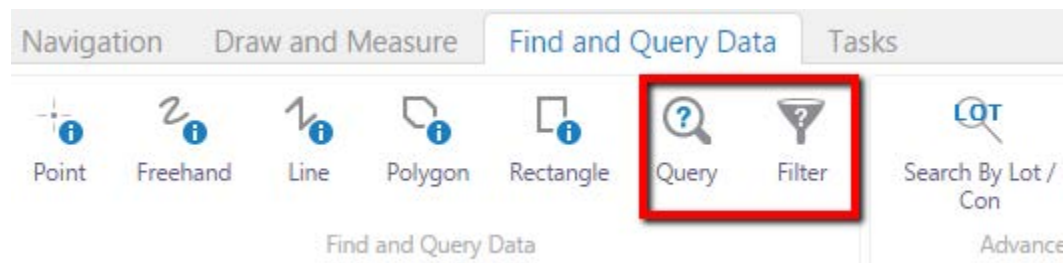 Navigation Draw and Measure Find and Query Data Tasks
LOT
Point Freehand Line Polygon Rectangle Query Filter Search By Lot /
Con
Find and Query Data